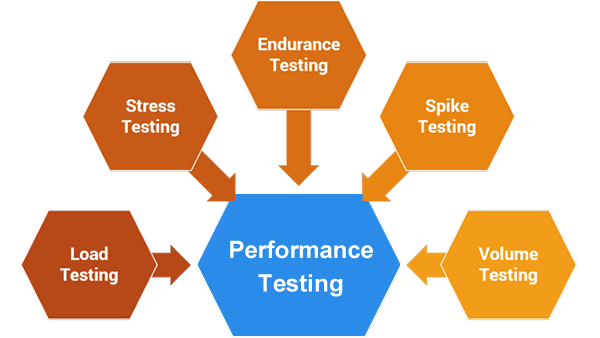 Endurance
Testing
Stress
Testing
Spike
Testing
Load
Testing
Performance
Testing
Volume
Testing